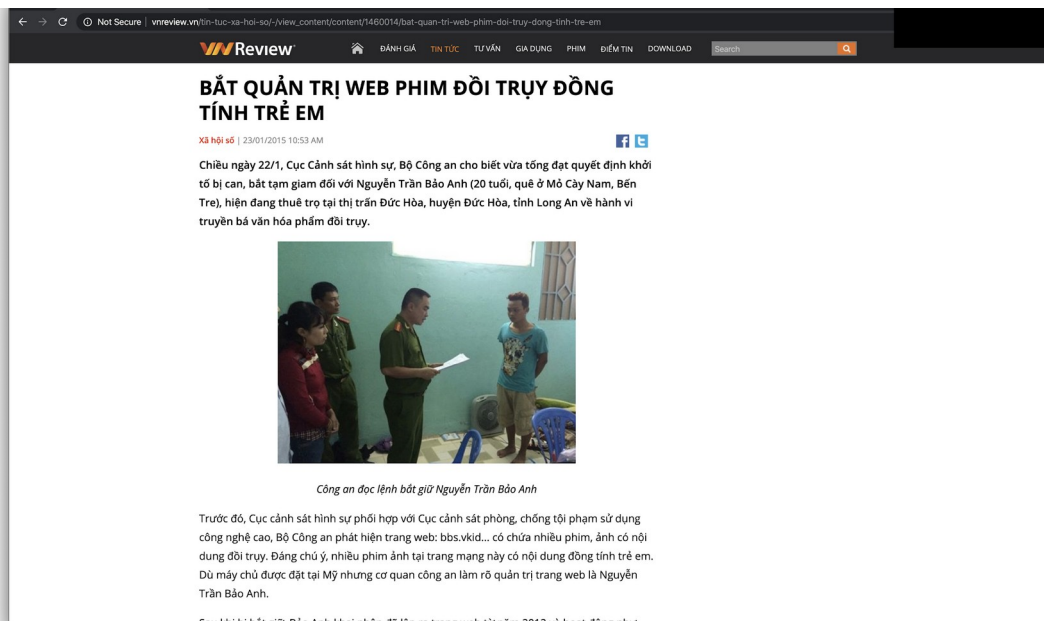 Not Secure | vnreview.vn/tin-tuc-xa-hoi-so/-/view_content/content/1460014/bat-quan-tri-web-phim-doi-truy-dong-tinh-tre-em
VNReview ĐÁNH GIÁ TIN TỨC TƯ VẤN GIA DỤNG PHIM ĐIỂM TIN DOWNLOAD Search
BẮT QUẢN TRỊ WEB PHIM ĐỒI TRỤY ĐỒNG
TÍNH TRẺ EM
Xã hội số | 23/01/2015 10:53 AM
Chiều ngày 22/1, Cục Cảnh sát hình sự, Bộ Công an cho biết vừa tống đạt quyết định khởi
tố bị can, bắt tạm giam đối với Nguyễn Trần Bảo Anh (20 tuổi, quê ở Mỏ Cày Nam, Bến
Tre), hiện đang thuê trọ tại thị trấn Đức Hòa, huyện Đức Hòa, tỉnh Long An về hành vi
truyền bá văn hóa phẩm đồi trụy.
Công an đọc lệnh bắt giữ Nguyễn Trần Bảo Anh
Trước đó, Cục cảnh sát hình sự phối hợp với Cục cảnh sát phòng, chống tội phạm sử dụng
công nghệ cao, Bộ Công an phát hiện trang web: bbs.vkid... có chứa nhiều phim, ảnh có nội
dung đồi trụy. Đáng chú ý, nhiều phim ảnh tại trang mạng này có nội dung đồng tính trẻ em.
Dù máy chủ được đặt tại Mỹ nhưng cơ quan công an làm rõ quản trị trang web là Nguyễn
Trần Bảo Anh.